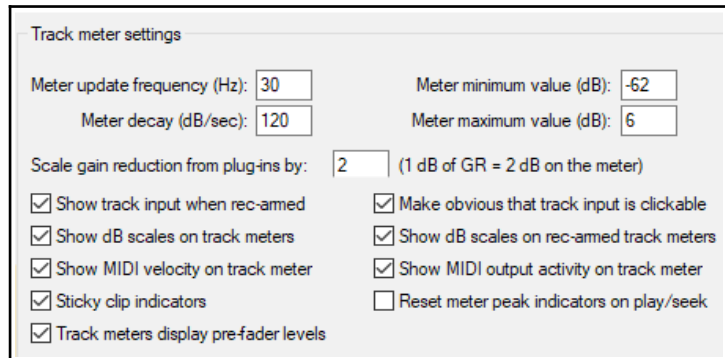 Track meter settings
Meter update frequency (Hz): 30 Meter minimum value (dB): -62
Meter decay (dB/sec): 120 Meter maximum value (dB): 6
Scale gain reduction from plug-ins by: 2 (1 dB of GR = 2 dB on the meter)
Show track input when rec-armed Make obvious that track input is clickable
Show dB scales on track meters Show dB scales on rec-armed track meters
Show MIDI velocity on track meter Show MIDI output activity on track meter
Sticky clip indicators Reset meter peak indicators on play/seek
Track meters display pre-fader levels